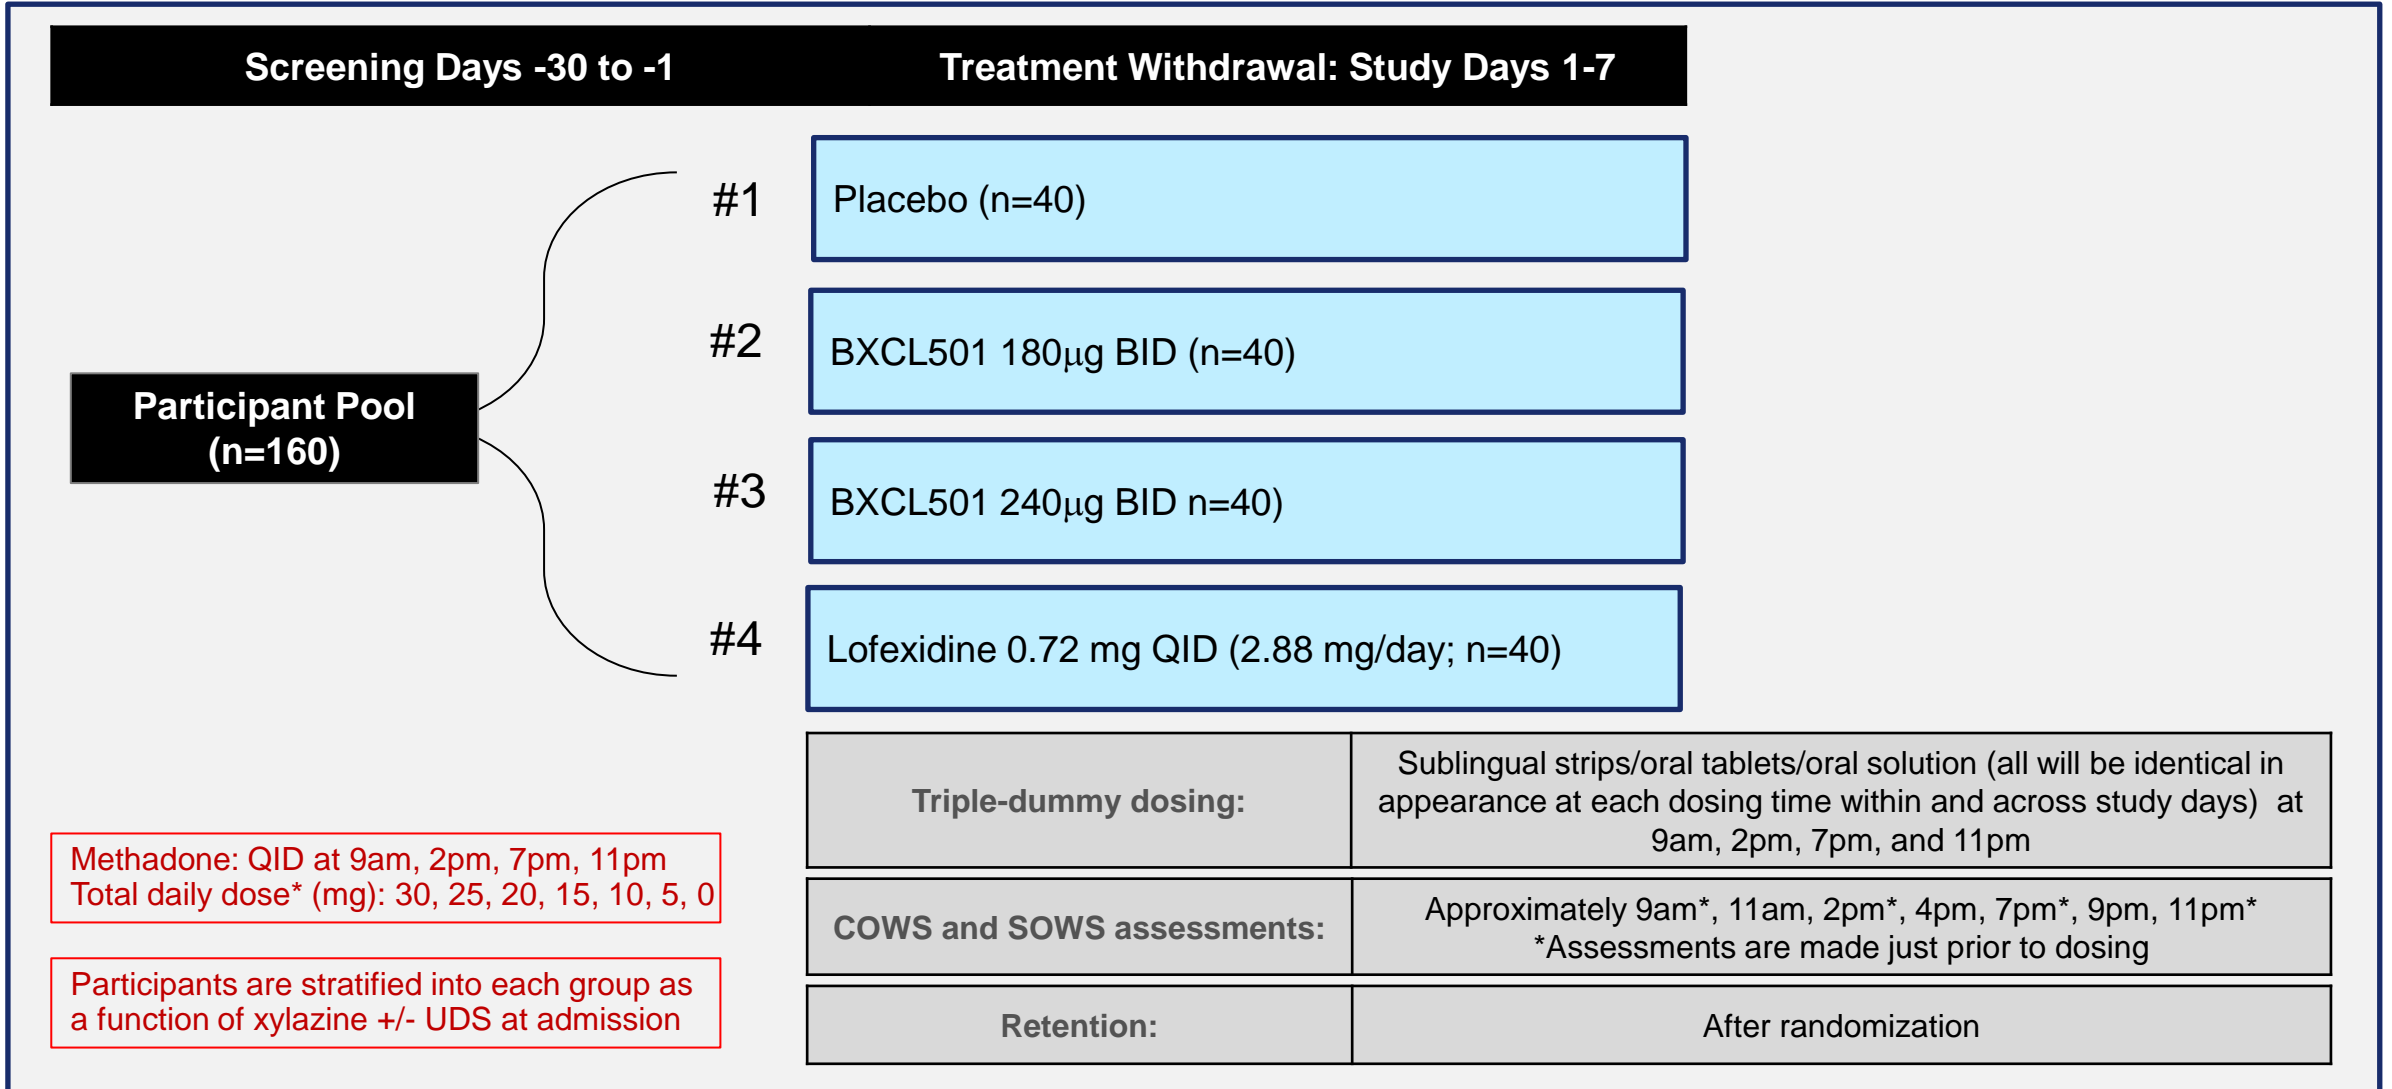 Screening Days -30 to -1
Treatment Withdrawal: Study Days 1-7
#1
Placebo (n=40)
#2
BXCL501 180μg BID (n=40)
Participant Pool
(n=160)
#3
BXCL501 240μg BID n=40)
#4
Lofexidine 0.72 mg QID (2.88 mg/day; n=40)
Triple-dummy dosing:
Sublingual strips/oral tablets/oral solution (all will be identical in
appearance at each dosing time within and across study days)  at
9am, 2pm, 7pm, and 11pm
Methadone: QID at 9am, 2pm, 7pm, 11pm
Total daily dose* (mg): 30, 25, 20, 15, 10, 5, 0
COWS and SOWS assessments:
Approximately 9am*, 11am, 2pm*, 4pm, 7pm*, 9pm, 11pm*
*Assessments are made just prior to dosing
Participants are stratified into each group as
a function of xylazine +/- UDS at admission
Retention:
After randomization